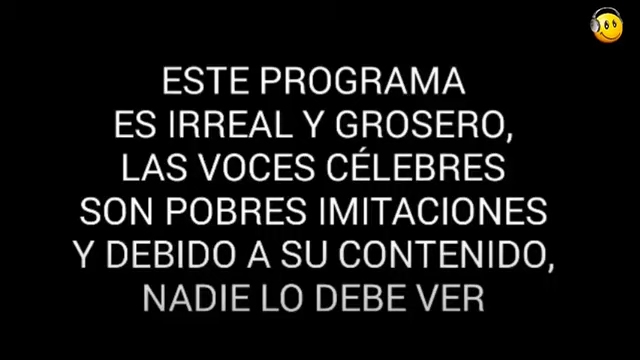 ESTE PROGRAMA
ES IRREAL Y GROSERO,
LAS VOCES CÉLEBRES
SON POBRES IMITACIONES
Y DEBIDO A SU CONTENIDO,
NADIE LO DEBE VER